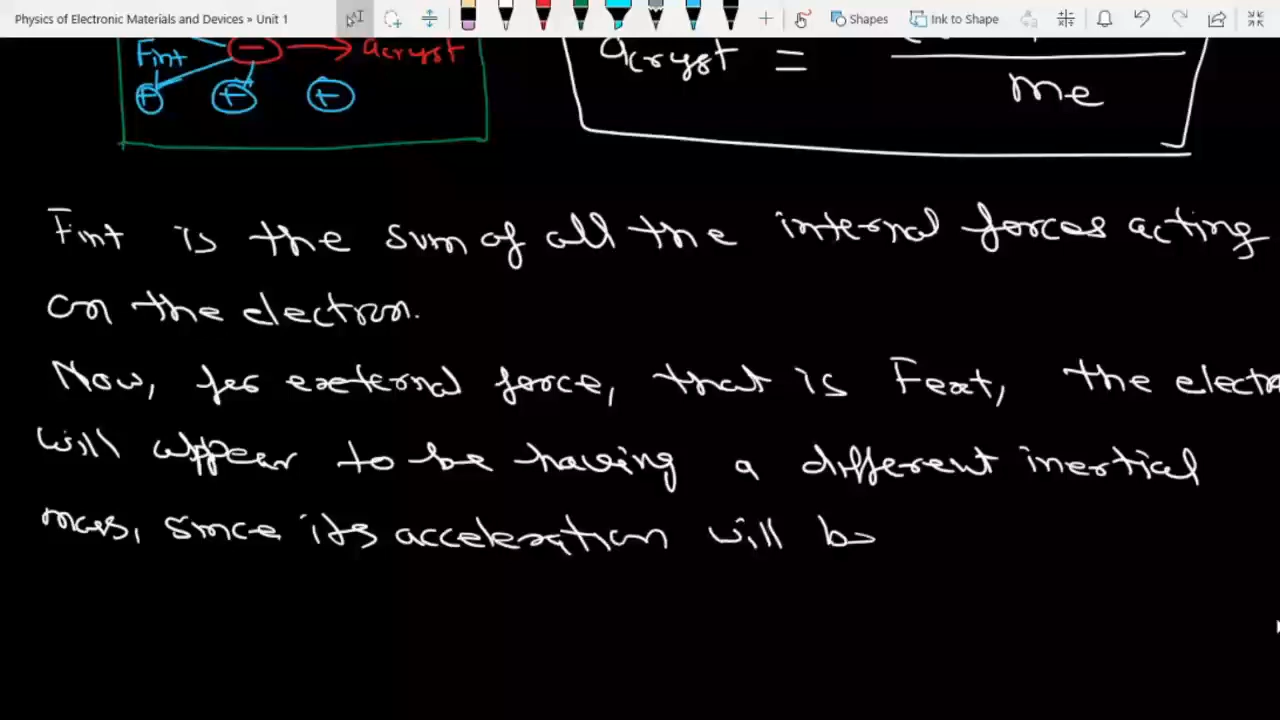 Physics of Electronic Materials and Devices » Unit 1
Shapes
Ink to Shape
Fint
−
acryst
+ + +
acryst =
me
Fint is the sum of all the internal forces acting
on the electron.
Now, for external force, that is Fext, the electr
will appear to be having a different inertial
mass, since its acceleration will be